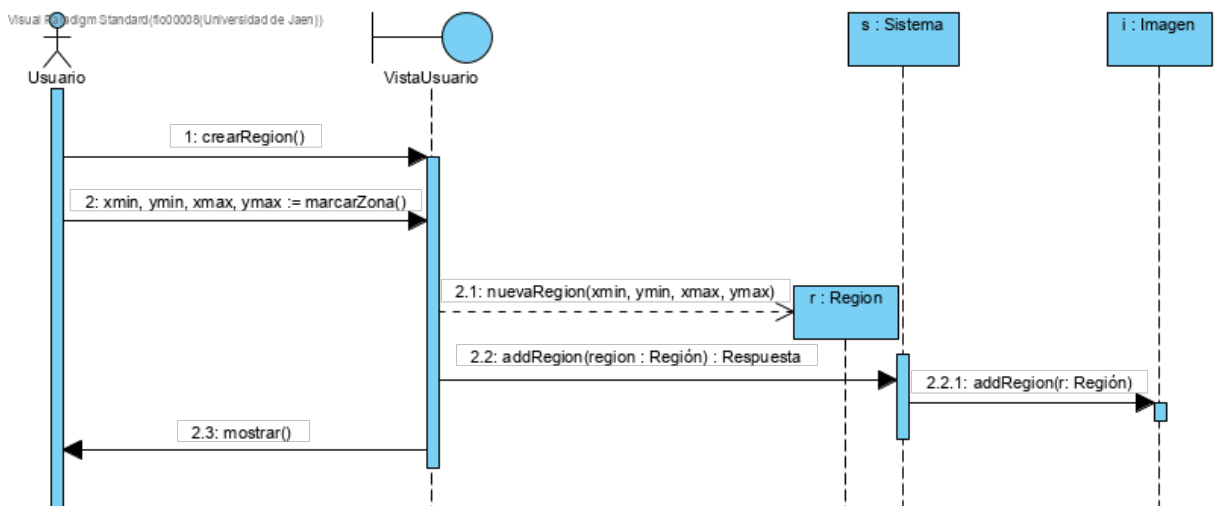 Visual Paradigm Standard(flo00008(Universidad de Jaen))
Usuario
VistaUsuario
s : Sistema
i : Imagen
1: crearRegion()
2: xmin, ymin, xmax, ymax := marcarZona()
2.1: nuevaRegion(xmin, ymin, xmax, ymax)
r : Region
2.2: addRegion(region : Región) : Respuesta
2.2.1: addRegion(r: Región)
2.3: mostrar()